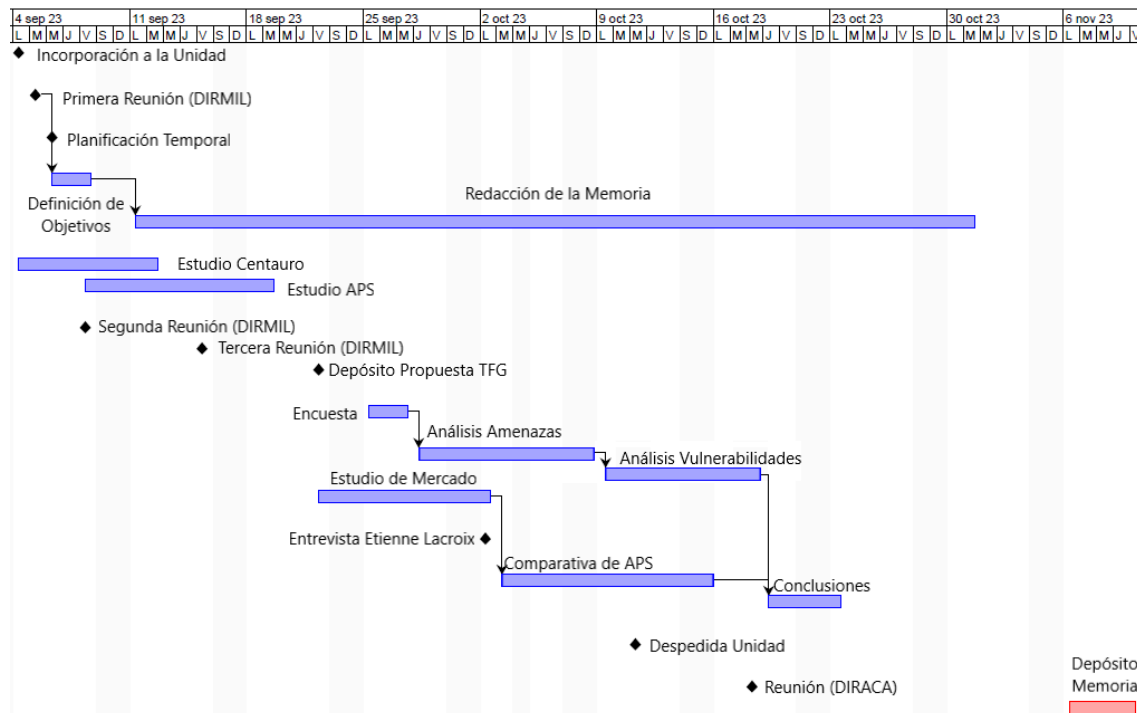 4 sep 23 11 sep 23 18 sep 23 25 sep 23 2 oct 23 9 oct 23 16 oct 23 23 oct 23 30 oct 23 6 nov 23
L M M J V S D L M M J V S D L M M J V S D L M M J V S D L M M J V S D L M M J V S D L M M J V S D L M M J V S D L M M J V S D L M M J V
Incorporación a la Unidad
Primera Reunión (DIRMIL)
Planificación Temporal
Redacción de la Memoria
Definición de
Objetivos
Estudio Centauro
Estudio APS
Segunda Reunión (DIRMIL)
Tercera Reunión (DIRMIL)
Depósito Propuesta TFG
Encuesta
Análisis Amenazas
Análisis Vulnerabilidades
Estudio de Mercado
Entrevista Etienne Lacroix
Comparativa de APS
Conclusiones
Despedida Unidad
Depósito
Memoria
Reunión (DIRACA)